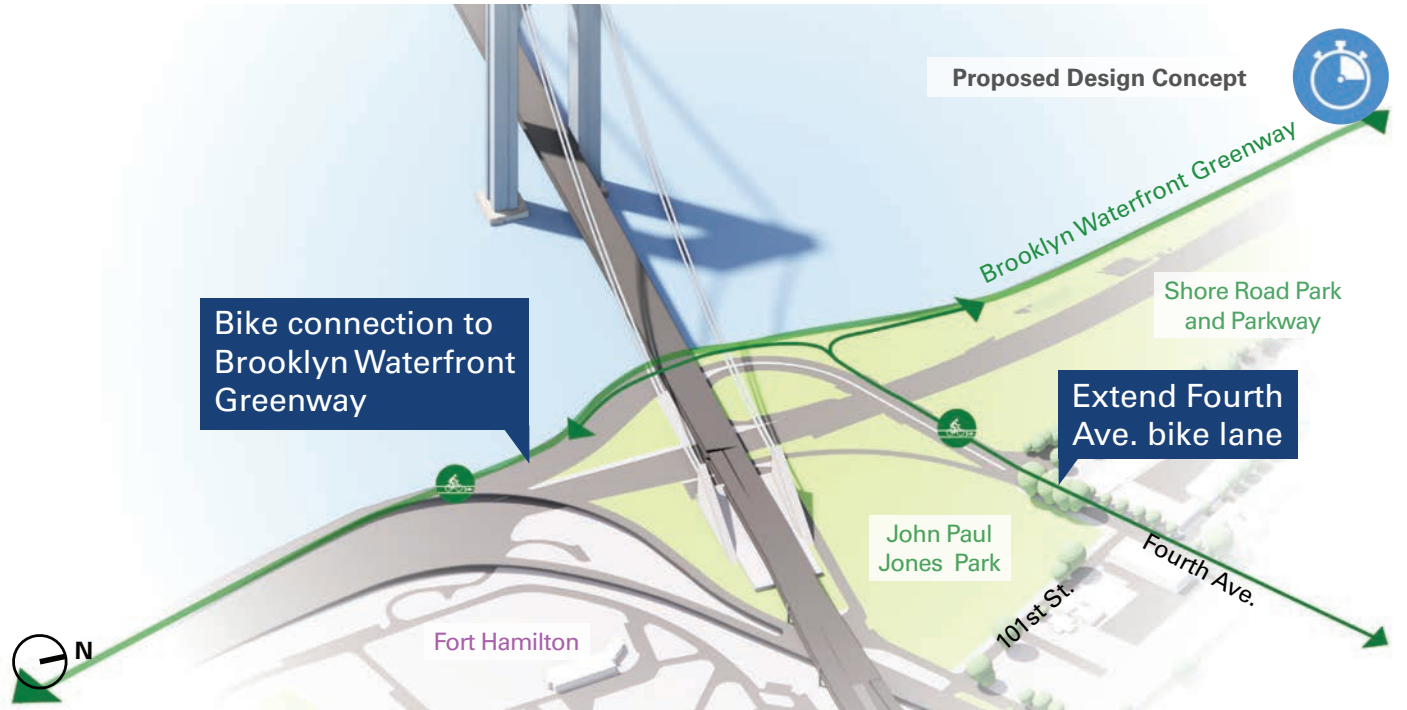 Proposed Design Concept
Brooklyn Waterfront Greenway
Shore Road Park
and Parkway
Bike connection to
Brooklyn Waterfront
Greenway
Extend Fourth
Ave. bike lane
John Paul
Jones Park
Fourth Ave.
101st St.
Fort Hamilton
N